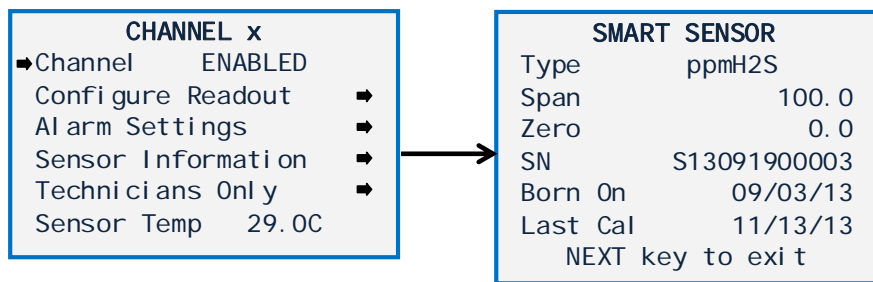 CHANNEL x
Channel ENABLED
Configure Readout
Alarm Settings
Sensor Information
Technicians Only
Sensor Temp 29.0C
SMART SENSOR
Type ppmH2S
Span 100.0
Zero 0.0
SN S13091900003
Born On 09/03/13
Last Cal 11/13/13
NEXT key to exit